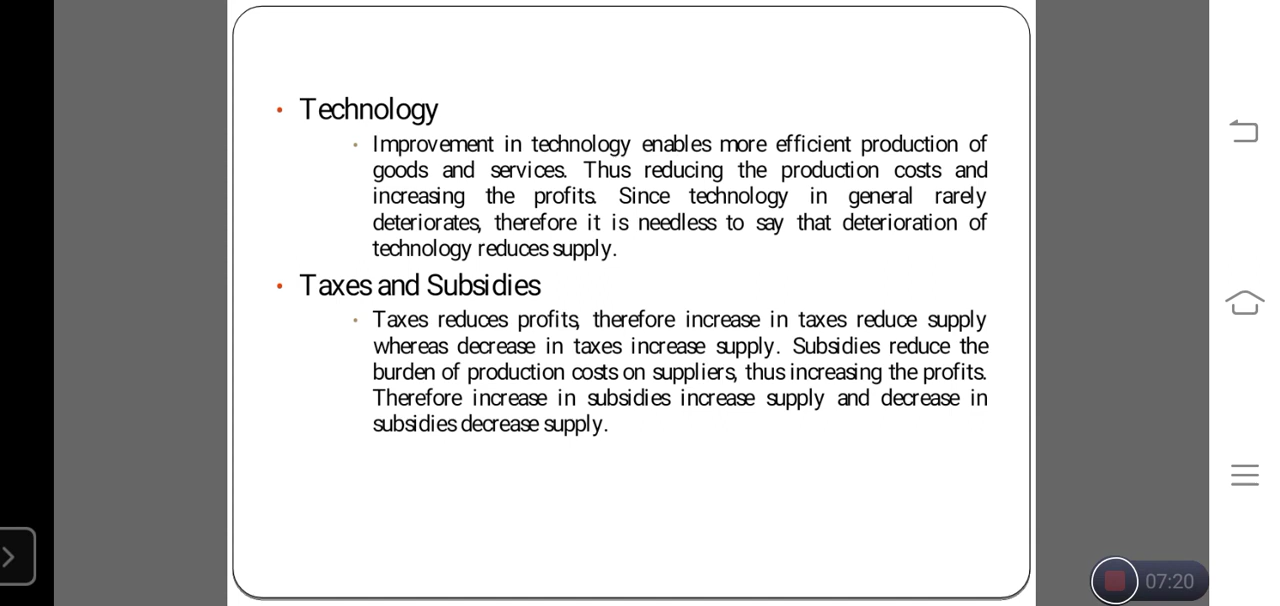 • Technology
• Improvement in technology enables more efficient production of
goods and services. Thus reducing the production costs and
increasing the profits. Since technology in general rarely
deteriorates, therefore it is needless to say that deterioration of
technology reduces supply.
• Taxes and Subsidies
• Taxes reduces profits, therefore increase in taxes reduce supply
whereas decrease in taxes increase supply. Subsidies reduce the
burden of production costs on suppliers, thus increasing the profits.
Therefore increase in subsidies increase supply and decrease in
subsidies decrease supply.
07:20